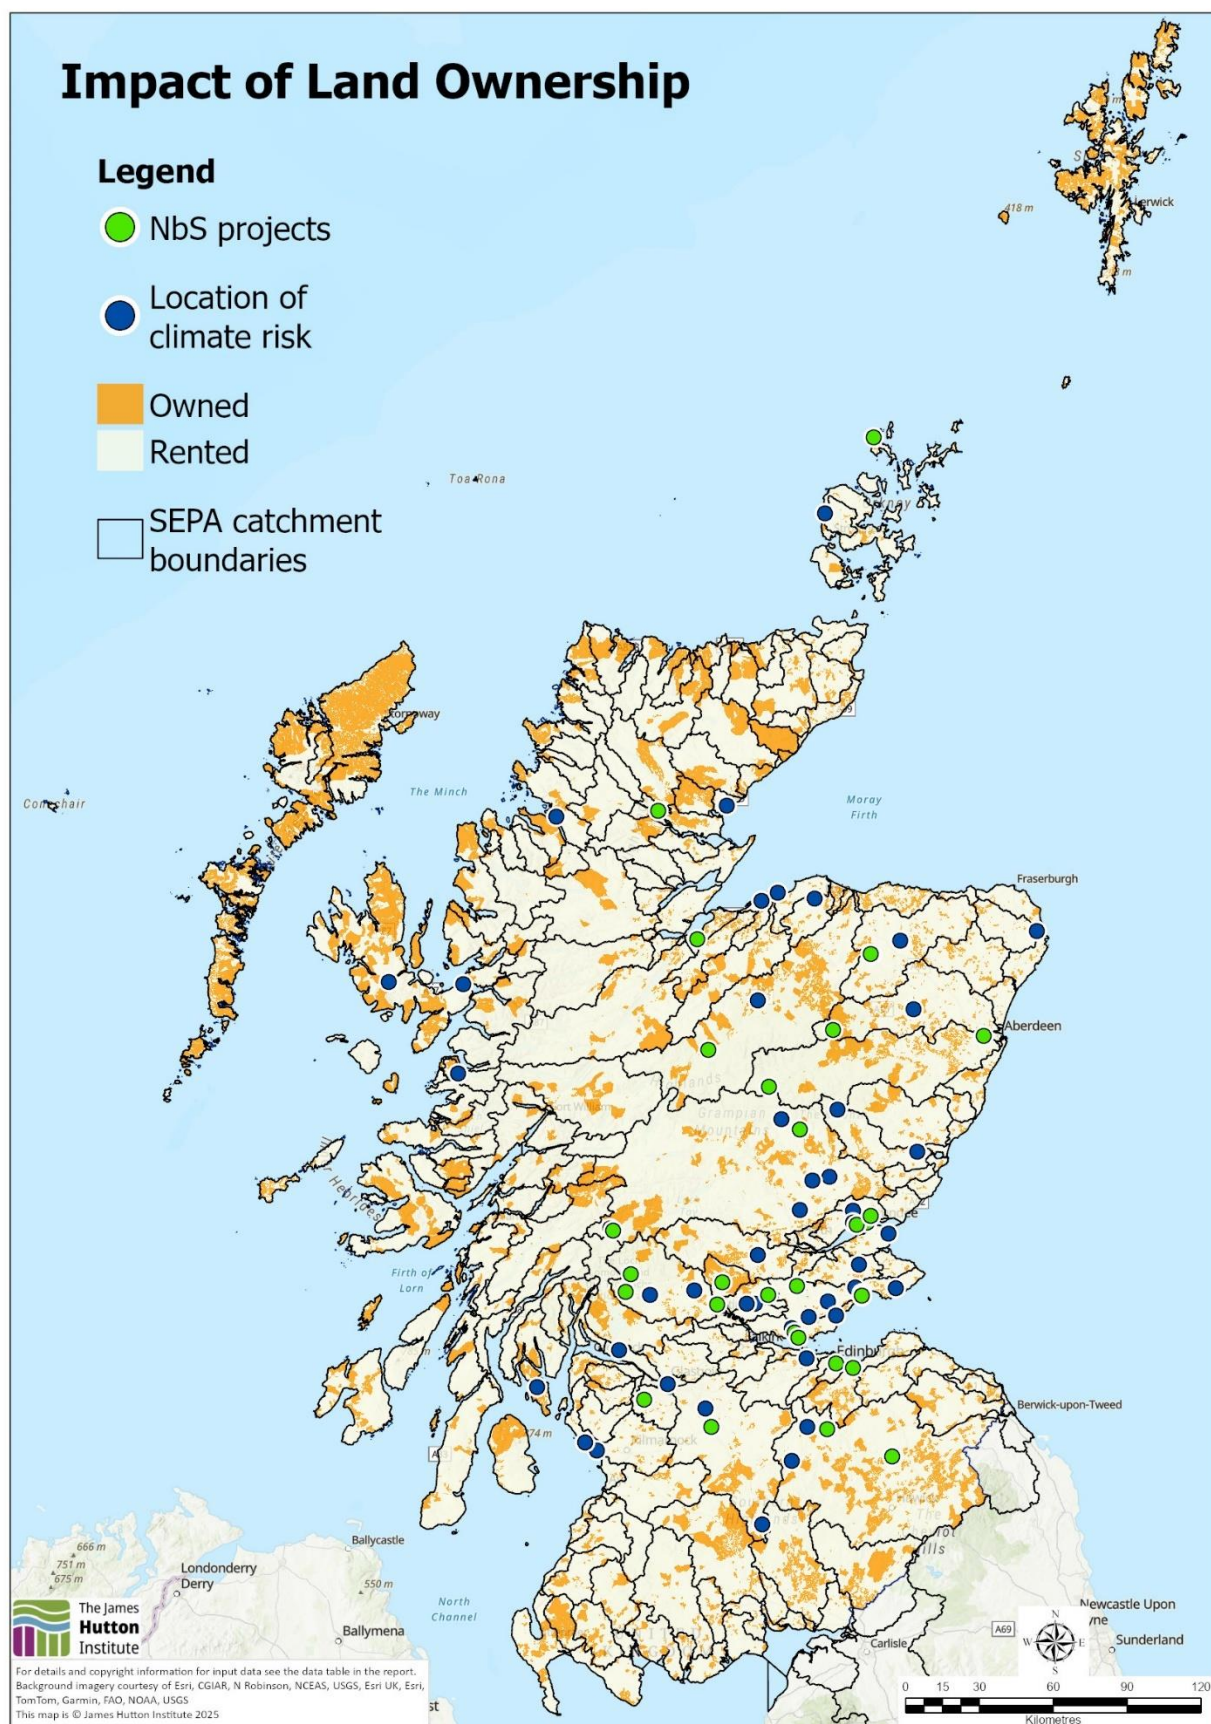 Impact of Land Ownership
Legend
NbS projects
Location of
climate risk
Owned
Rented
SEPA catchment
boundaries
418 m
Lerwick
Toa Rona
The Minch
Moray
Firth
Fraserburgh
Aberdeen
Grampian
Mountains
Hebrides
Firth of
Lorn
Edinburgh
Berwick-upon-Tweed
Ballycastle
666 m
751 m
675 m
Londonderry
Derry
550 m
North
Channel
Ballymena
Newcastle Upon
Tyne
A69
Sunderland
Carlisle
N
W E
S
The James
Hutton
Institute
For details and copyright information for input data see the data table in the report.
Background imagery courtesy of Esri, CGIAR, N Robinson, NCEAS, USGS, Esri UK, Esri,
TomTom, Garmin, FAO, NOAA, USGS
This map is © James Hutton Institute 2025
0 15 30 60 90 120
Kilometres